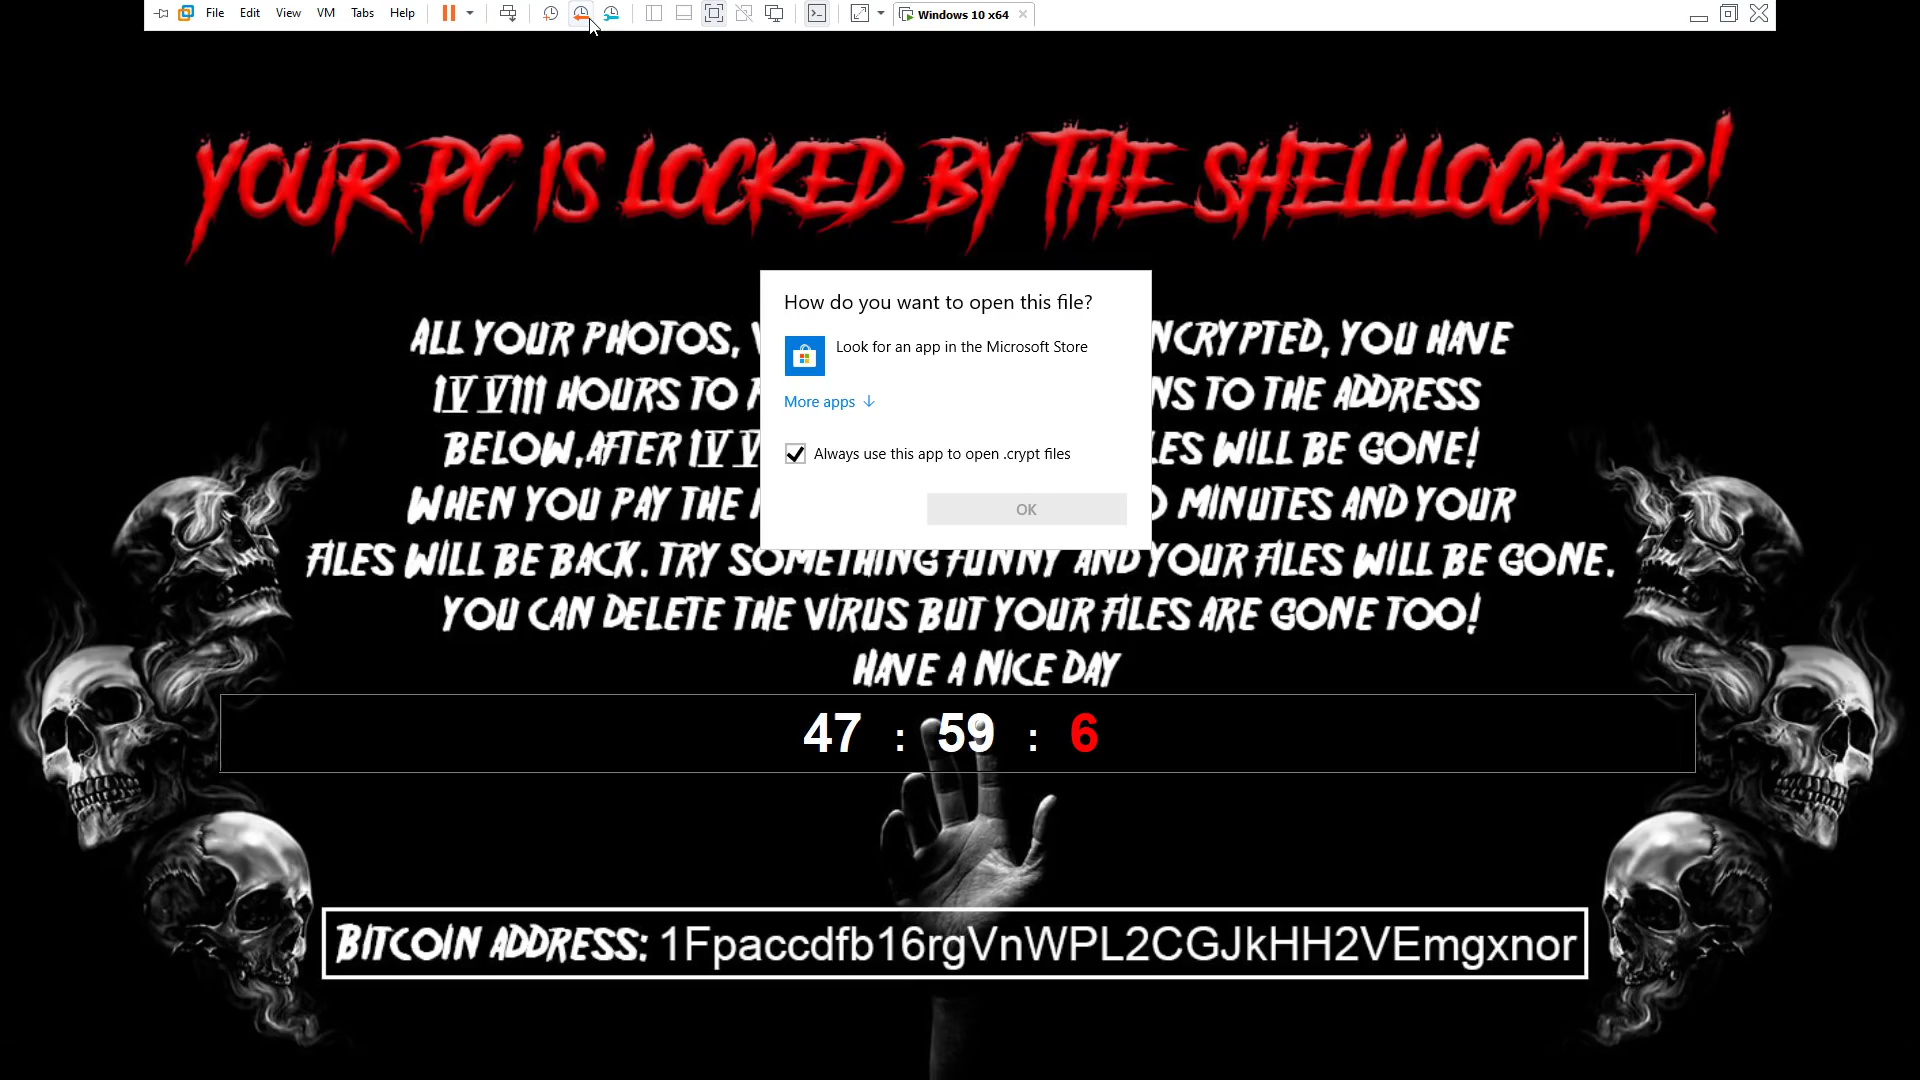 File Edit View VM Tabs Help Windows 10 x64
YOUR PC IS LOCKED BY THE SHELLLOCKER!
How do you want to open this file?
Look for an app in the Microsoft Store
More apps
Always use this app to open .crypt files
OK
ALL YOUR PHOTOS, NCRYPTED, YOU HAVE
IV VIII HOURS TO NS TO THE ADDRESS
BELOW, AFTER IV LES WILL BE GONE!
WHEN YOU PAY THE MINUTES AND YOUR
FILES WILL BE BACK. TRY SOMETHING FUNNY AND YOUR FILES WILL BE GONE.
YOU CAN DELETE THE VIRUS BUT YOUR FILES ARE GONE TOO!
HAVE A NICE DAY
47 : 59 : 6
BITCOIN ADDRESS: 1Fpaccdfb16rgVnWPL2CGJkHH2VEmgxnor